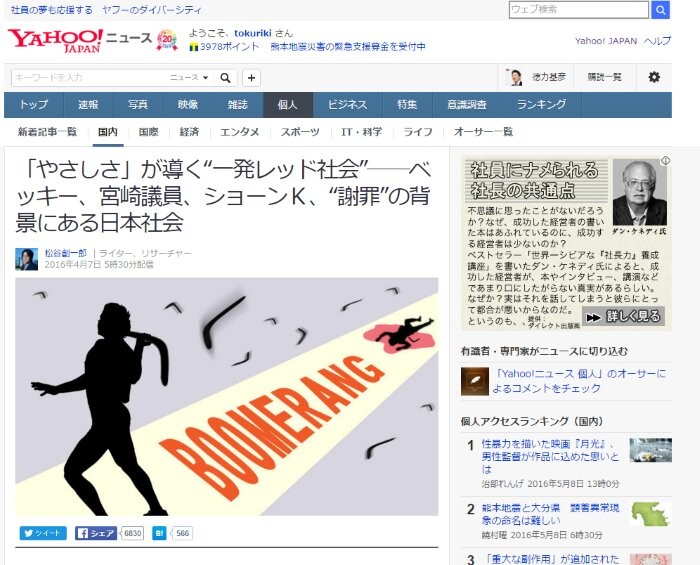 社員の夢も応援する　ヤフーのダイバーシティ
ウェブ検索
YAHOO! JAPAN ニュース 20
ようこそ、tokuriki さん
3978ポイント　熊本地震災害の緊急支援募金を受付中
Yahoo! JAPAN　ヘルプ
キーワードを入力　ニュース
徳力基彦　購読一覧
トップ　速報　写真　映像　雑誌　個人　ビジネス　特集　意識調査　ランキング
新着記事一覧　国内　国際　経済　エンタメ　スポーツ　IT・科学　ライフ　オーサー一覧
「やさしさ」が導く“一発レッド社会”──ベ
ッキー、宮崎議員、ショーンＫ、“謝罪”の背
景にある日本社会
松谷創一郎 | ライター、リサーチャー
2016年4月7日 5時30分配信
BOOMERANG
ツイート　シェア　6830　B!　566
社員にナメられる
社長の共通点
不思議に思ったことがないだろう
か？なぜ、成功した経営者の書い
た本はあふれているのに、成功す
る経営者は少ないのか？
ベストセラー「世界一シビアな『社長力』養成
講座」を書いたダン・ケネディ氏によると、成
功した経営者が、本やインタビュー、講演など
であまり口にしたがらない真実があるらしい。
なぜか？実はそれを話してしまうと彼らにとっ
て都合が悪いからなのだ。
というのも、
ダン・ケネディ氏
提供：
ダイレクト出版㈱
詳しく見る
有識者・専門家がニュースに切り込む
「Yahoo!ニュース 個人」のオーサーに
よるコメントをチェック
個人アクセスランキング（国内）
1 性暴力を描いた映画『月光』、
男性監督が作品に込めた思いと
は
治部れんげ 2016年5月8日 13時0分
2 熊本地震と大分県　顕著異常現
象の命名は難しい
饒村曜 2016年5月8日 6時30分
3 「重大な副作用」が追加された